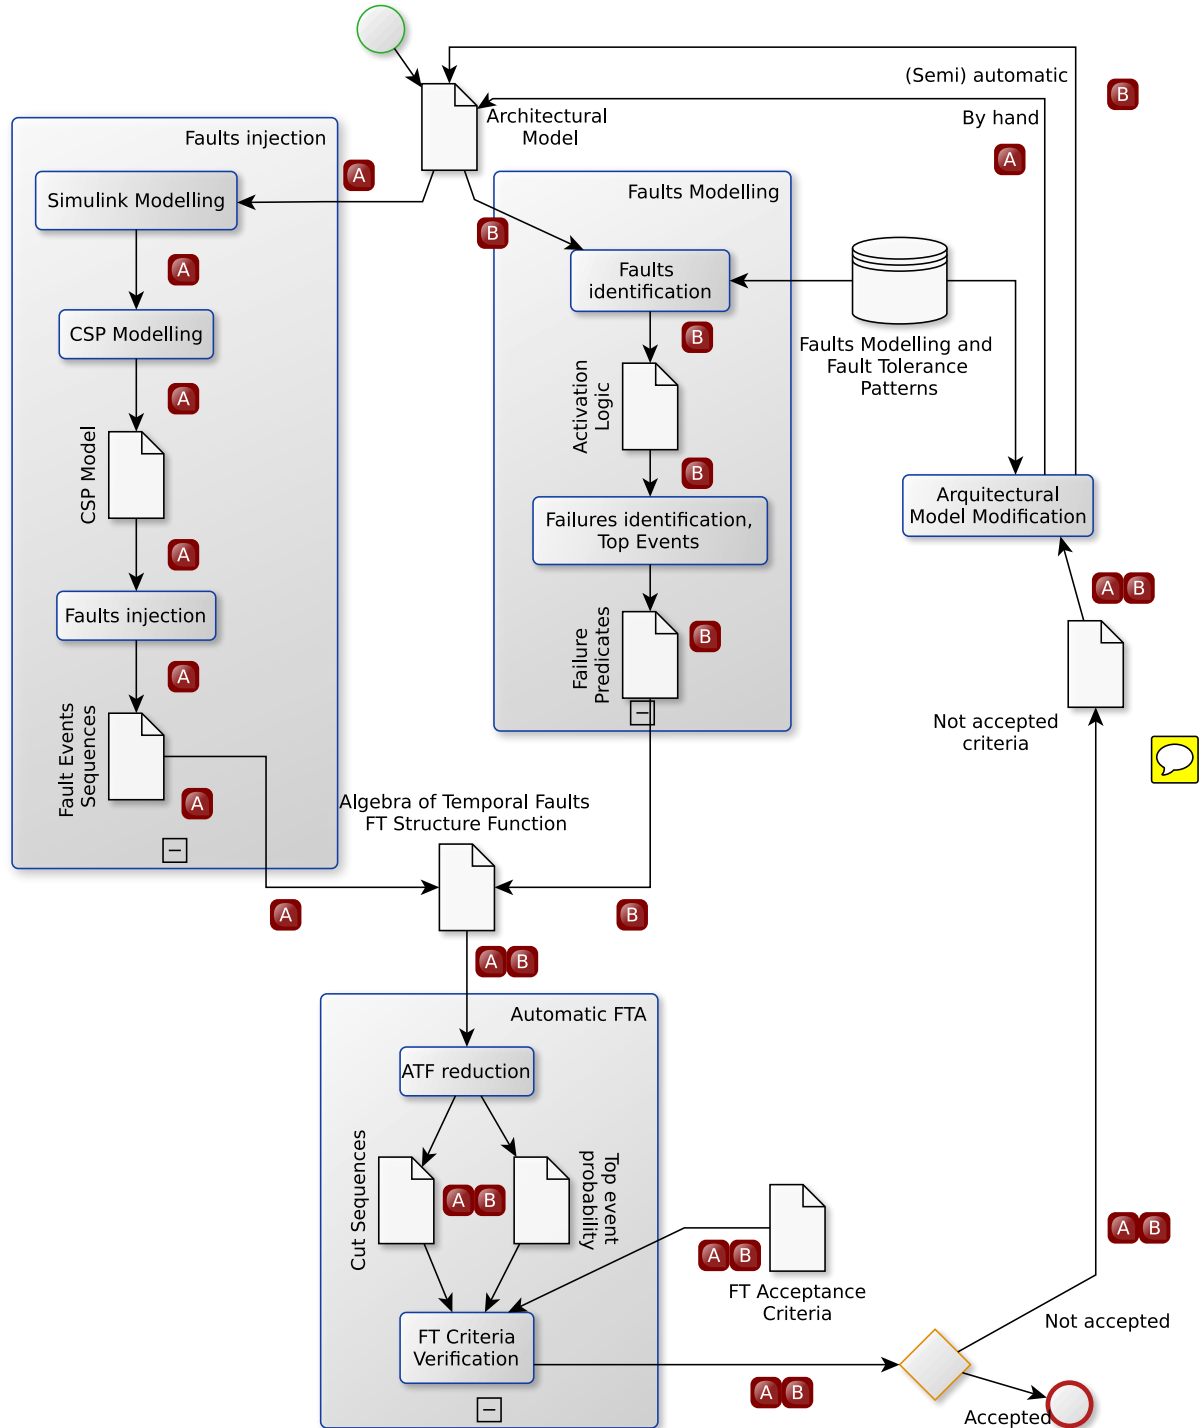 (Semi) automatic
B
Architectural
Model
By hand
A
Faults injection
A
Simulink Modelling
Faults Modelling
B
A
Faults
identification
CSP Modelling
B
Faults Modelling and
Fault Tolerance
Patterns
A
Activation
Logic
CSP Model
B
Arquitectural
Model Modification
Failures identification,
Top Events
A
A B
Faults injection
Failure
Predicates
B
A
Not accepted
criteria
Fault Events
Sequences
A
Algebra of Temporal Faults
FT Structure Function
A
B
A B
Automatic FTA
ATF reduction
Cut Sequences
A B
Top event
probability
A B
A B
FT Acceptance
Criteria
Not accepted
FT Criteria
Verification
A B
Accepted